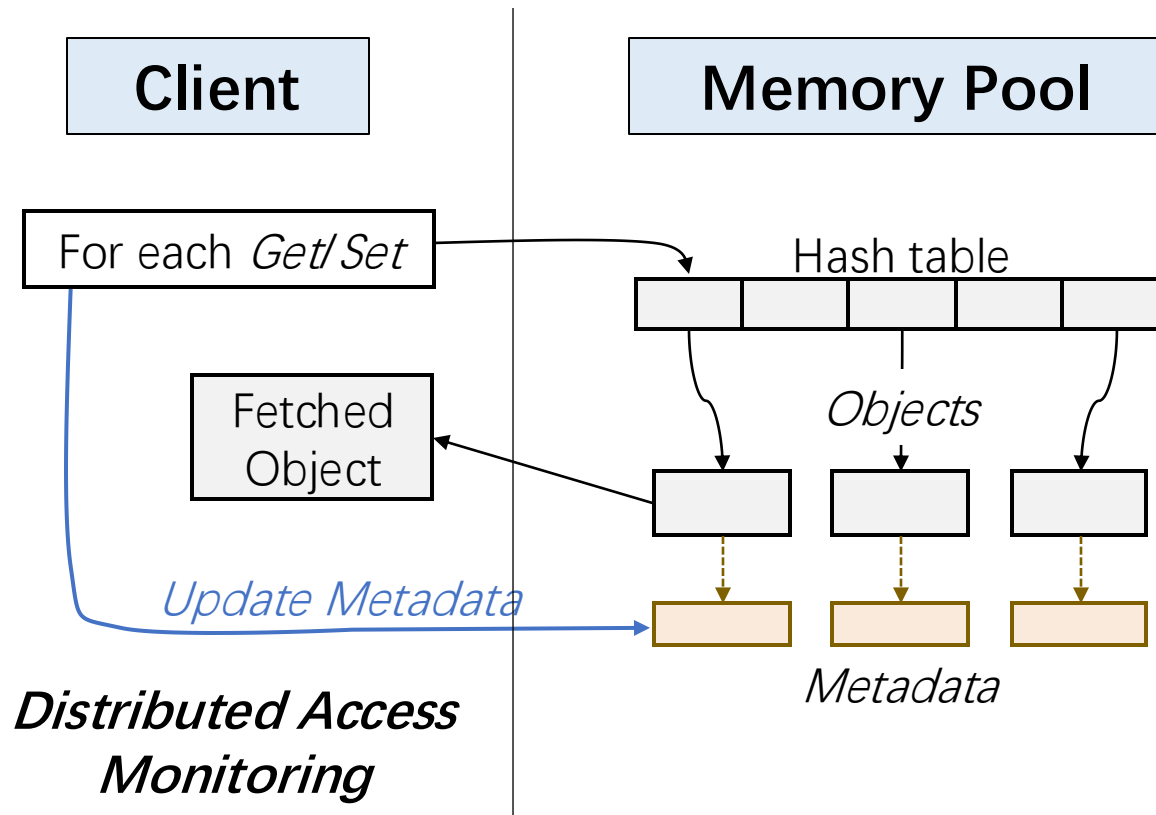 Client
Memory Pool
For each Get/Set
Hash table
Objects
Fetched
Object
Update Metadata
Metadata
Distributed Access
Monitoring